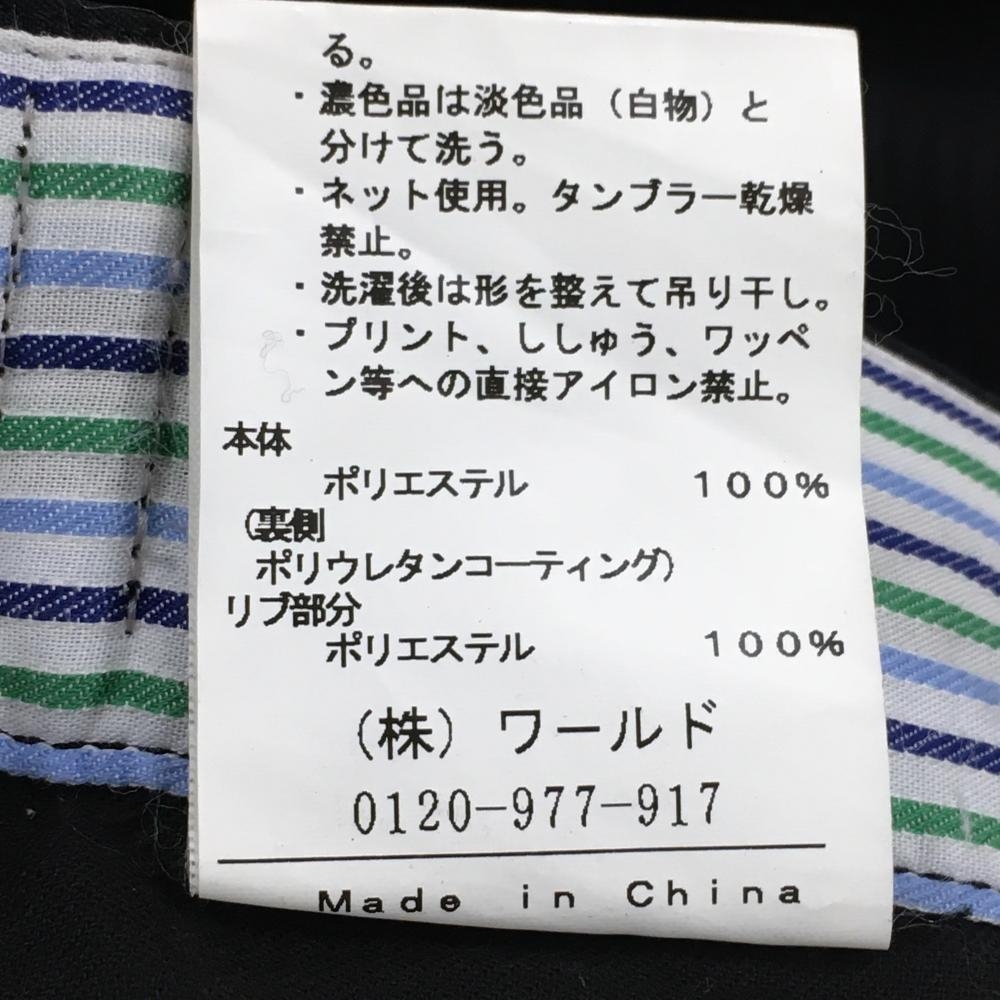 る。
・濃色品は淡色品（白物）と
分けて洗う。
・ネット使用。タンブラー乾燥
禁止。
・洗濯後は形を整えて吊り干し。
・プリント、ししゅう、ワッペ
ン等への直接アイロン禁止。
本体
ポリエステル 100%
(裏側
ポリウレタンコーティング)
リブ部分
ポリエステル 100%
(株) ワールド
0120-977-917
Made in China